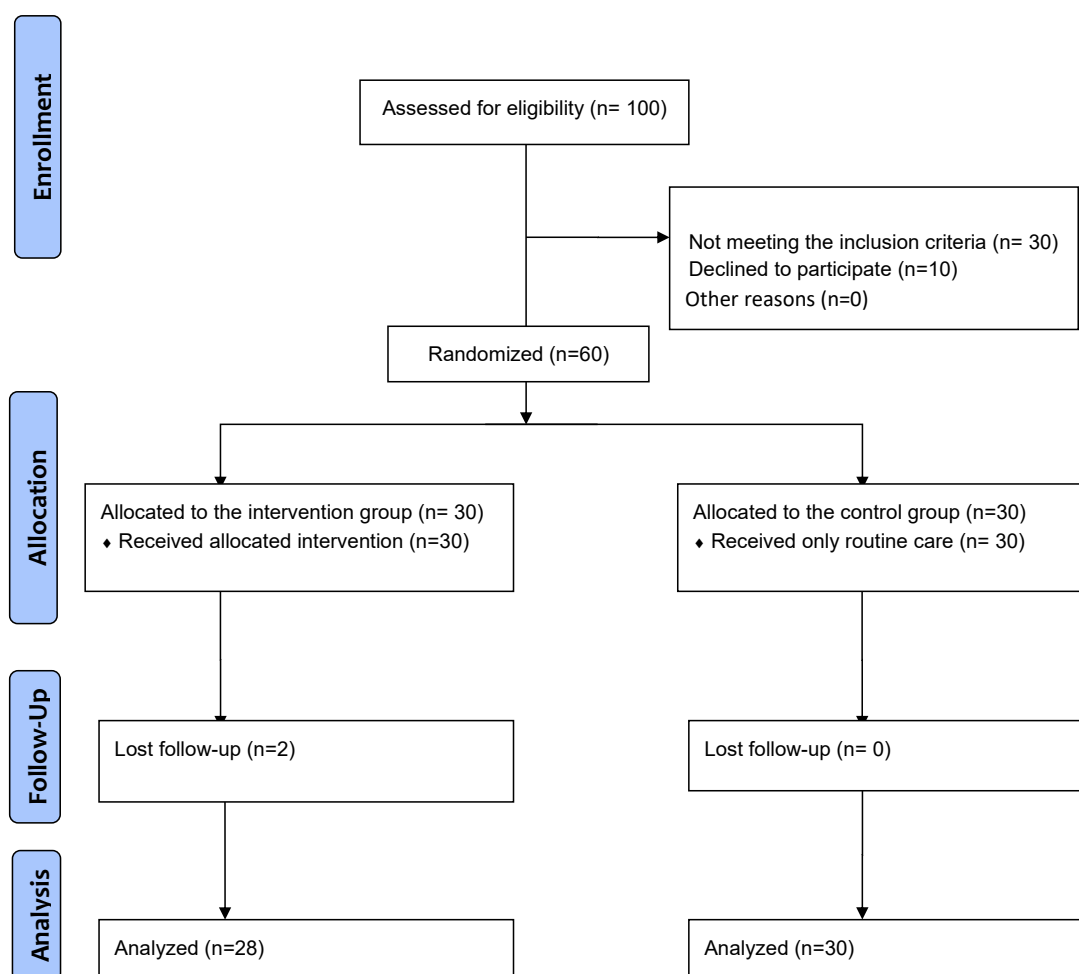 Enrollment
Assessed for eligibility (n= 100)
Not meeting the inclusion criteria (n= 30)
Declined to participate (n=10)
Other reasons (n=0)
Randomized (n=60)
Allocation
Allocated to the intervention group (n= 30)
♦ Received allocated intervention (n=30)
Allocated to the control group (n=30)
♦ Received only routine care (n= 30)
Follow-Up
Lost follow-up (n=2)
Lost follow-up (n= 0)
Analysis
Analyzed (n=28)
Analyzed (n=30)